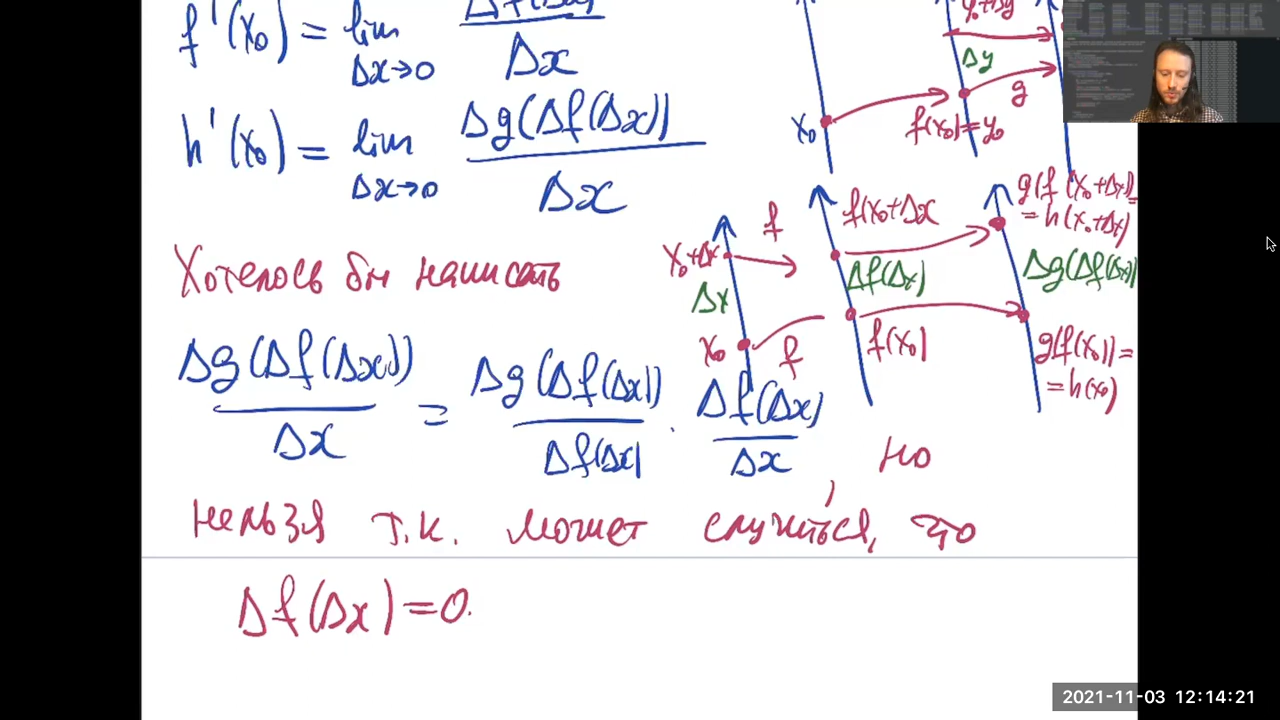 f'(x₀) = lim Δx→0 Δf(Δx) / Δx
h'(x₀) = lim Δx→0 Δg(Δf(Δx)) / Δx
Хотелось бы написать
Δg(Δf(Δx)) / Δx = Δg(Δf(Δx)) / Δf(Δx) · Δf(Δx) / Δx , но
нельзя т.к. может случиться, что
Δf(Δx)=0.
y₀+Δy
Δy
g
x₀
f(x₀)=y₀
x₀+Δx
f
f(x₀+Δx
g(f(x₀+Δx))=
=h(x₀+Δx)
Δx
Δf(Δx)
Δg(Δf(Δx))
x₀
f
f(x₀)
g(f(x₀))=
=h(x₀)
2021-11-03 12:14:21